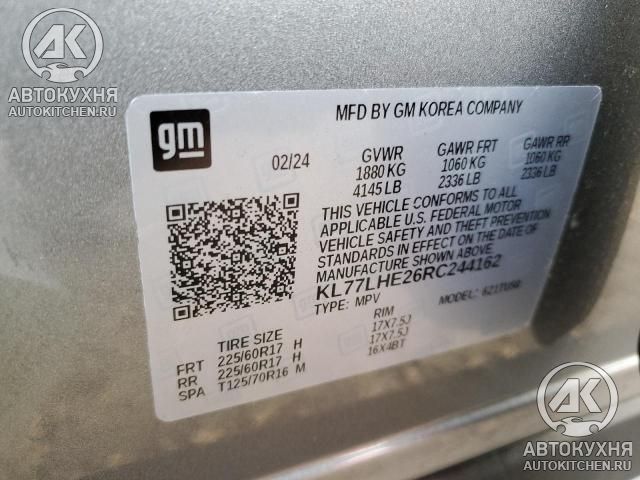 АК
АВТОКУХНЯ
AUTOKITCHEN.RU
gm
MFD BY GM KOREA COMPANY
02/24 GVWR GAWR FRT GAWR RR
1880 KG 1060 KG 1060 KG
4145 LB 2336 LB 2336 LB
THIS VEHICLE CONFORMS TO ALL
APPLICABLE U.S. FEDERAL MOTOR
VEHICLE SAFETY AND THEFT PREVENTION
STANDARDS IN EFFECT ON THE DATE OF
MANUFACTURE SHOWN ABOVE.
KL77LHE26RC244162
TYPE: MPV MODEL: 621TUSB
TIRE SIZE RIM
FRT 225/60R17 H 17X7.5J
RR 225/60R17 H 17X7.5J
SPA T125/70R16 M 16X4BT
АК
АВТОКУХНЯ
AUTOKITCHEN.RU